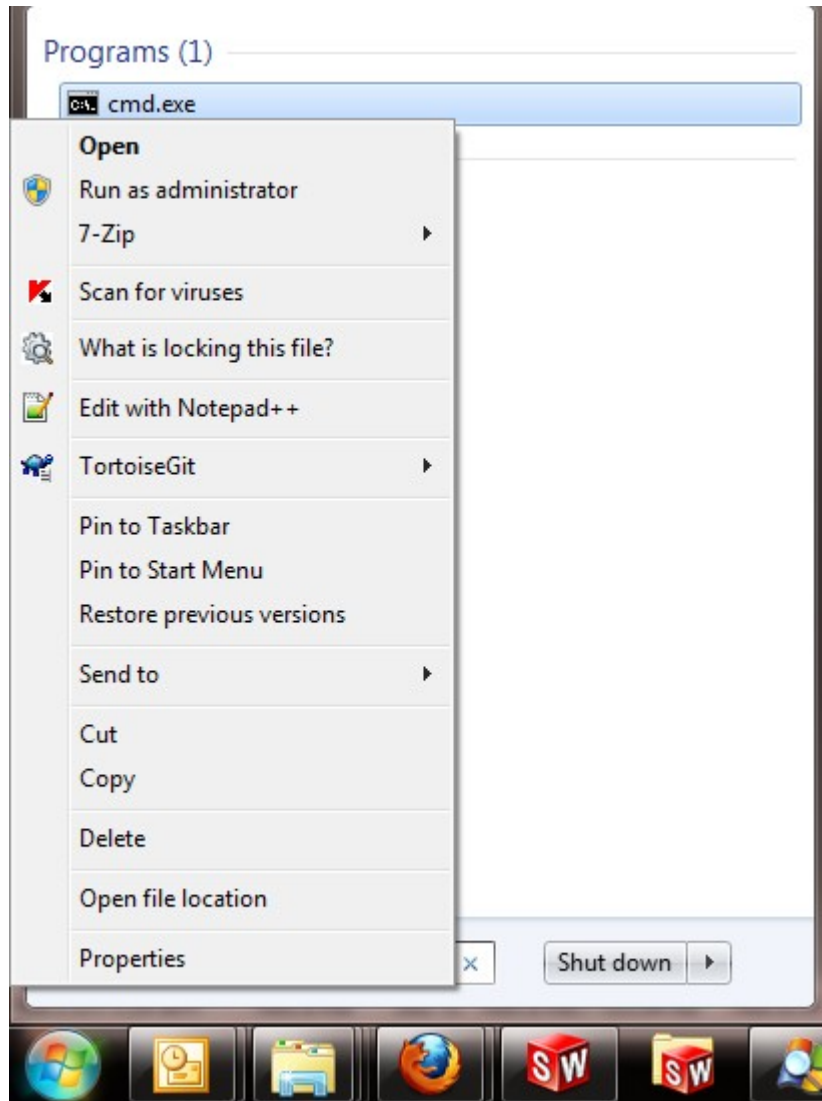 Programs (1)
C:\.
cmd.exe
Open
Run as administrator
7-Zip
Scan for viruses
What is locking this file?
Edit with Notepad++
TortoiseGit
Pin to Taskbar
Pin to Start Menu
Restore previous versions
Send to
Cut
Copy
Delete
Open file location
Properties
Shut down
SW
SW